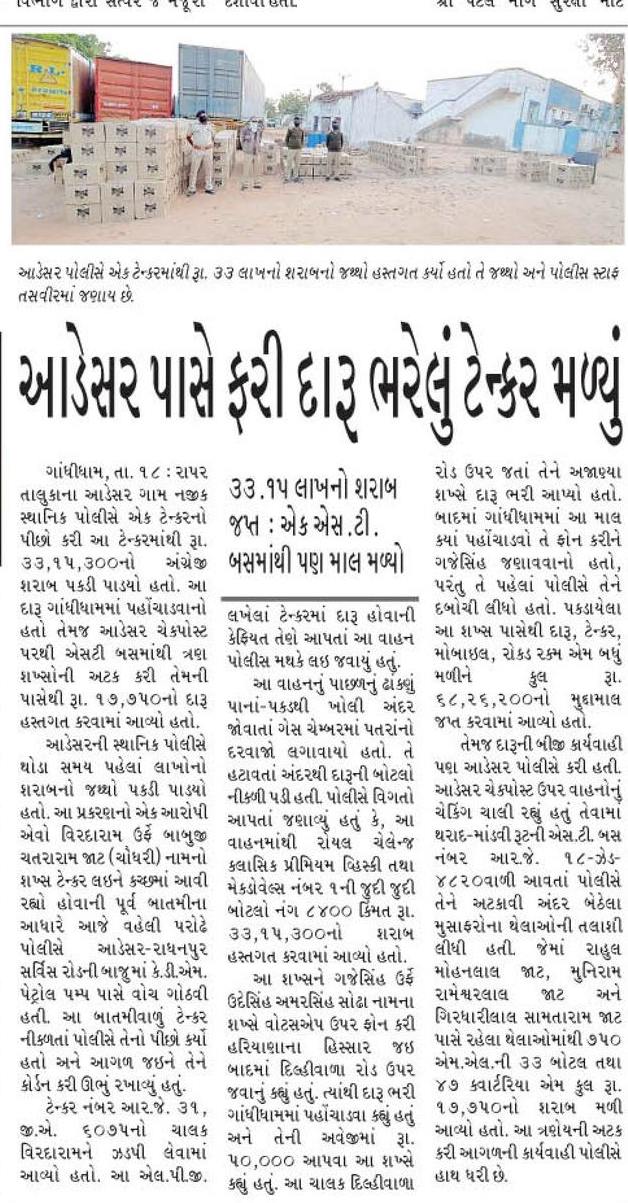 વિભાગ દ્વારા સત્વરે જ મજૂરી
દર્શાવી હતી.
R.L.
આડેસર પોલીસે એક ટેન્કરમાંથી રૂા. ૩૩ લાખનો શરાબનો જથ્થો હસ્તગત કર્યો હતો તે જથ્થો અને પોલીસ સ્ટાફ
તસવીરમાં જણાય છે.
આડેસર પાસે ફરી દારૂ ભરેલું ટેન્કર મળ્યું
ગાંધીધામ, તા. ૧૮ : રાપર
તાલુકાના આડેસર ગામ નજીક
સ્થાનિક પોલીસે એક ટેન્કરનો
પીછો કરી આ ટેન્કરમાંથી રૂા.
૩૩,૧૫,૩૦૦નો અંગ્રેજી
શરાબ પકડી પાડયો હતો. આ
દારૂ ગાંધીધામમાં પહોંચાડવાનો
હતો તેમજ આડેસર ચેકપોસ્ટ
પરથી એસટી બસમાંથી ત્રણ
શખ્સોની અટક કરી તેમની
પાસેથી રૂા. ૧૭,૭૫૦નો દારૂ
હસ્તગત કરવામાં આવ્યો હતો.
આડેસરની સ્થાનિક પોલીસે
થોડા સમય પહેલાં લાખોનો
શરાબનો જથ્થો પકડી પાડયો
હતો. આ પ્રકરણનો એક આરોપી
એવો વિરદારામ ઉર્ફે બાબુજી
ચતરારામ જાટ (ચૌધરી) નામનો
શખ્સ ટેન્કર લઇને કચ્છમાં આવી
રહ્યો હોવાની પૂર્વ બાતમીના
આધારે આજે વહેલી પરોઢે
પોલીસે આડેસર-રાધનપુર
સર્વિસ રોડની બાજુમાં કે.ડી.એમ.
પેટ્રોલ પમ્પ પાસે વોચ ગોઠવી
હતી. આ બાતમીવાળું ટેન્કર
નીકળતાં પોલીસે તેનો પીછો કર્યો
હતો અને આગળ જઇને તેને
કોર્ડન કરી ઊભું રખાવ્યું હતું.
ટેન્કર નંબર આર.જે. ૩૧,
જી.એ. ૬૦૭૫નો ચાલક
વિરદારામને ઝડપી લેવામાં
આવ્યો હતો. આ એલ.પી.જી.
૩૩.૧૫ લાખનો શરાબ
જપ્ત : એક એસ.ટી.
બસમાંથી પણ માલ મળ્યો
લખેલાં ટેન્કરમાં દારૂ હોવાની
કેફિયત તેણે આપતાં આ વાહન
પોલીસ મથકે લઇ જવાયું હતું.
આ વાહનનું પાછળનું ઢાંકણું
પાનાં-પકડથી ખોલી અંદર
જોવાતાં ગેસ ચેમ્બરમાં પતરાંનો
દરવાજો લગાવાયો હતો. તે
હટાવતાં અંદરથી દારૂની બોટલો
નીકળી પડી હતી. પોલીસે વિગતો
આપતાં જણાવ્યું હતું કે, આ
વાહનમાંથી રોયલ ચેલેન્જ
ક્લાસિક પ્રીમિયમ વ્હિસ્કી તથા
મેકડોવેલ્સ નંબર ૧ની જુદી જુદી
બોટલો નંગ ૮૪૦૦ કિંમત રૂા.
૩૩,૧૫,૩૦૦નો શરાબ
હસ્તગત કરવામાં આવ્યો હતો.
આ શખ્સને ગજેસિંહ ઉર્ફે
ઉદેસિંહ અમરસિંહ સોઢા નામના
શખ્સે વોટસએપ ઉપર ફોન કરી
હરિયાણાના હિસ્સાર જઇ
બાદમાં દિલ્હીવાળા રોડ ઉપર
જવાનું કહ્યું હતું. ત્યાંથી દારૂ ભરી
ગાંધીધામમાં પહોંચાડવા કહ્યું હતું
અને તેની અવેજીમાં રૂા.
૫૦,૦૦૦ આપવા આ શખ્સે
કહ્યું હતું. આ ચાલક દિલ્હીવાળા
રોડ ઉપર જતાં તેને અજાણ્યા
શખ્સે દારૂ ભરી આપ્યો હતો.
બાદમાં ગાંધીધામમાં આ માલ
ક્યાં પહોંચાડવો તે ફોન કરીને
ગજેસિંહ જણાવવાનો હતો,
પરંતુ તે પહેલાં પોલીસે તેને
દબોચી લીધો હતો. પકડાયેલા
આ શખ્સ પાસેથી દારૂ, ટેન્કર,
મોબાઇલ, રોકડ રકમ એમ બધું
મળીને કુલ રૂા.
૬૮,૨૬,૨૦૦નો મુદ્દામાલ
જપ્ત કરવામાં આવ્યો હતો.
તેમજ દારૂની બીજી કાર્યવાહી
પણ આડેસર પોલીસે કરી હતી.
આડેસર ચેકપોસ્ટ ઉપર વાહનોનું
ચેકિંગ ચાલી રહ્યું હતું તેવામાં
થરાદ-માંડવી રૂટની એસ.ટી. બસ
નંબર આર.જે. ૧૮-ઝેડ-
૪૮૨૦વાળી આવતાં પોલીસે
તેને અટકાવી અંદર બેઠેલા
મુસાફરોના થેલાઓની તલાશી
લીધી હતી. જેમાં રાહુલ
મોહનલાલ જાટ, મુનિરામ
રામેશ્વરલાલ જાટ અને
ગિરધારીલાલ સામતારામ જાટ
પાસે રહેલા થેલાઓમાંથી ૭૫૦
એમ.એલ.ની ૩૩ બોટલ તથા
૪૭ ક્વાર્ટરિયા એમ કુલ રૂા.
૧૭,૭૫૦નો શરાબ મળી
આવ્યો હતો. આ ત્રણેયની અટક
કરી આગળની કાર્યવાહી પોલીસે
હાથ ધરી છે.